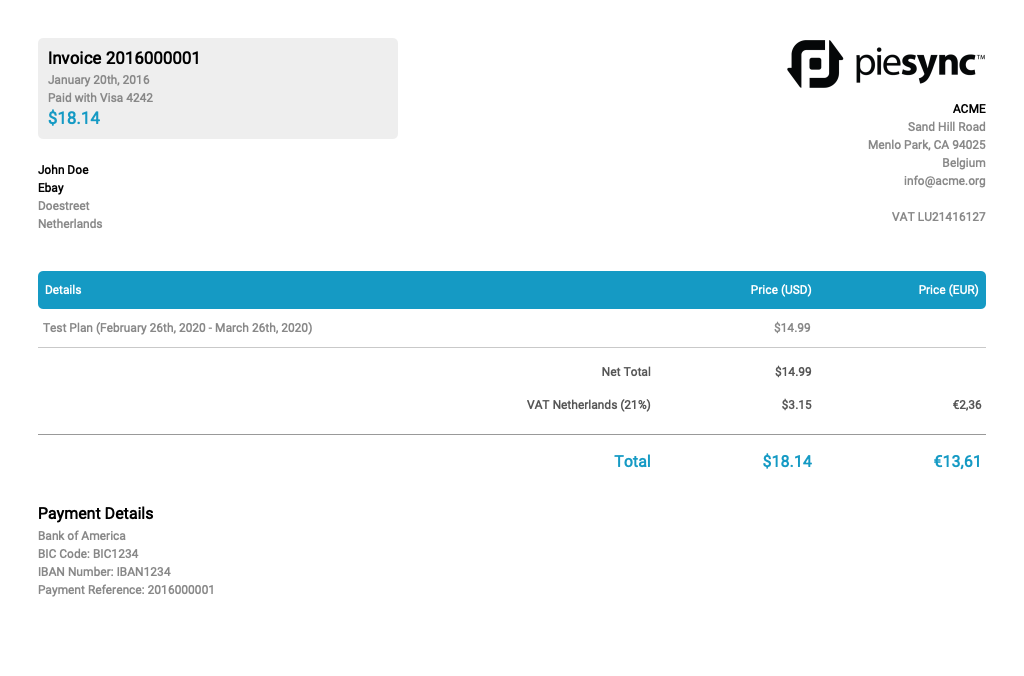 Invoice 2016000001
January 20th, 2016
Paid with Visa 4242
$18.14
piesync™
ACME
Sand Hill Road
Menlo Park, CA 94025
Belgium
info@acme.org
VAT LU21416127
John Doe
Ebay
Doestreet
Netherlands
Details Price (USD) Price (EUR)
Test Plan (February 26th, 2020 - March 26th, 2020) $14.99
Net Total $14.99
VAT Netherlands (21%) $3.15 €2,36
Total $18.14 €13,61
Payment Details
Bank of America
BIC Code: BIC1234
IBAN Number: IBAN1234
Payment Reference: 2016000001